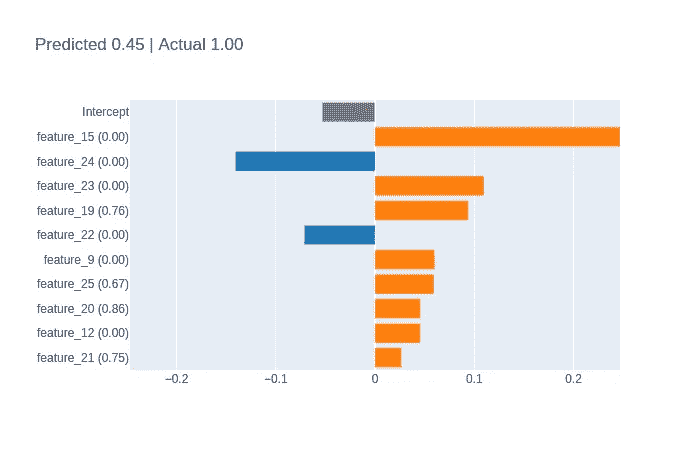 Predicted 0.45 | Actual 1.00
Intercept
feature_15 (0.00)
feature_24 (0.00)
feature_23 (0.00)
feature_19 (0.76)
feature_22 (0.00)
feature_9 (0.00)
feature_25 (0.67)
feature_20 (0.86)
feature_12 (0.00)
feature_21 (0.75)
−0.2 −0.1 0 0.1 0.2